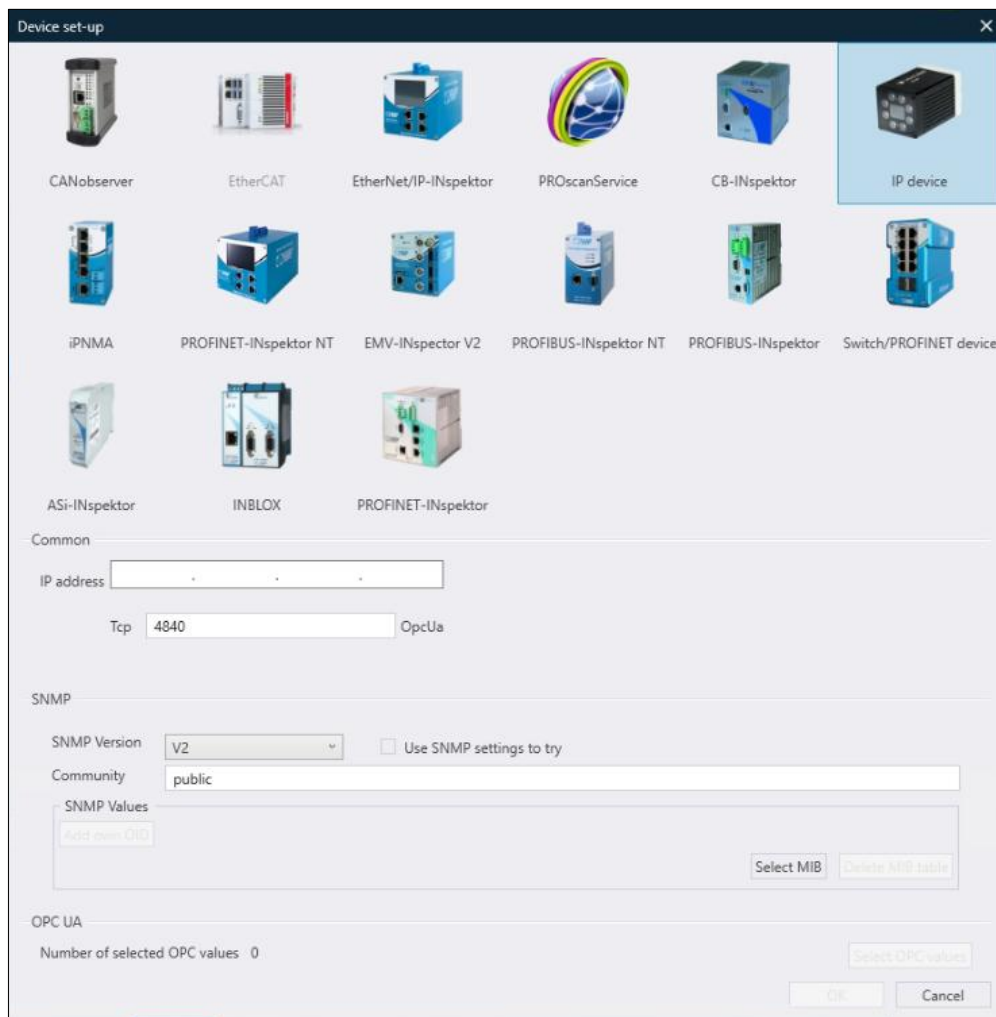 Device set-up
CANobserver EtherCAT EtherNet/IP-INspektor PROscanService CB-INspektor IP device
iPNMA PROFINET-INspektor NT EMV-INspector V2 PROFIBUS-INspektor NT PROFIBUS-INspektor Switch/PROFINET device
ASi-INspektor INBLOX PROFINET-INspektor
Common
IP address . . .
Tcp 4840 OpcUa
SNMP
SNMP Version V2 Use SNMP settings to try
Community public
SNMP Values
Add own OID
Select MIB Delete MIB table
OPC UA
Number of selected OPC values 0
Select OPC values
OK Cancel